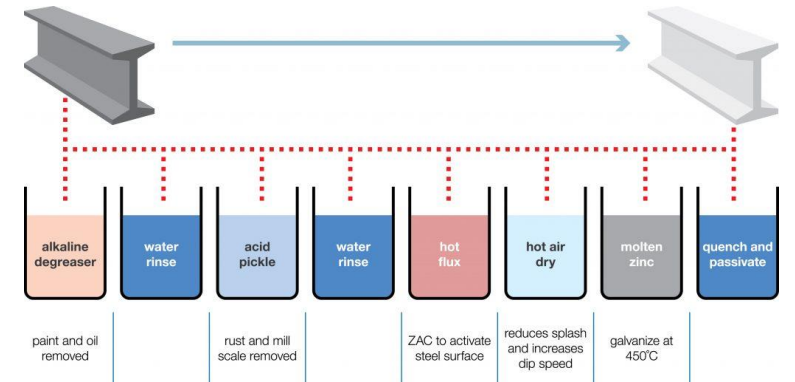 alkaline
degreaser
water
rinse
acid
pickle
water
rinse
hot
flux
hot air
dry
molten
zinc
quench and
passivate
paint and oil
removed
rust and mill
scale removed
ZAC to activate
steel surface
reduces splash
and increases
dip speed
galvanize at
450°C